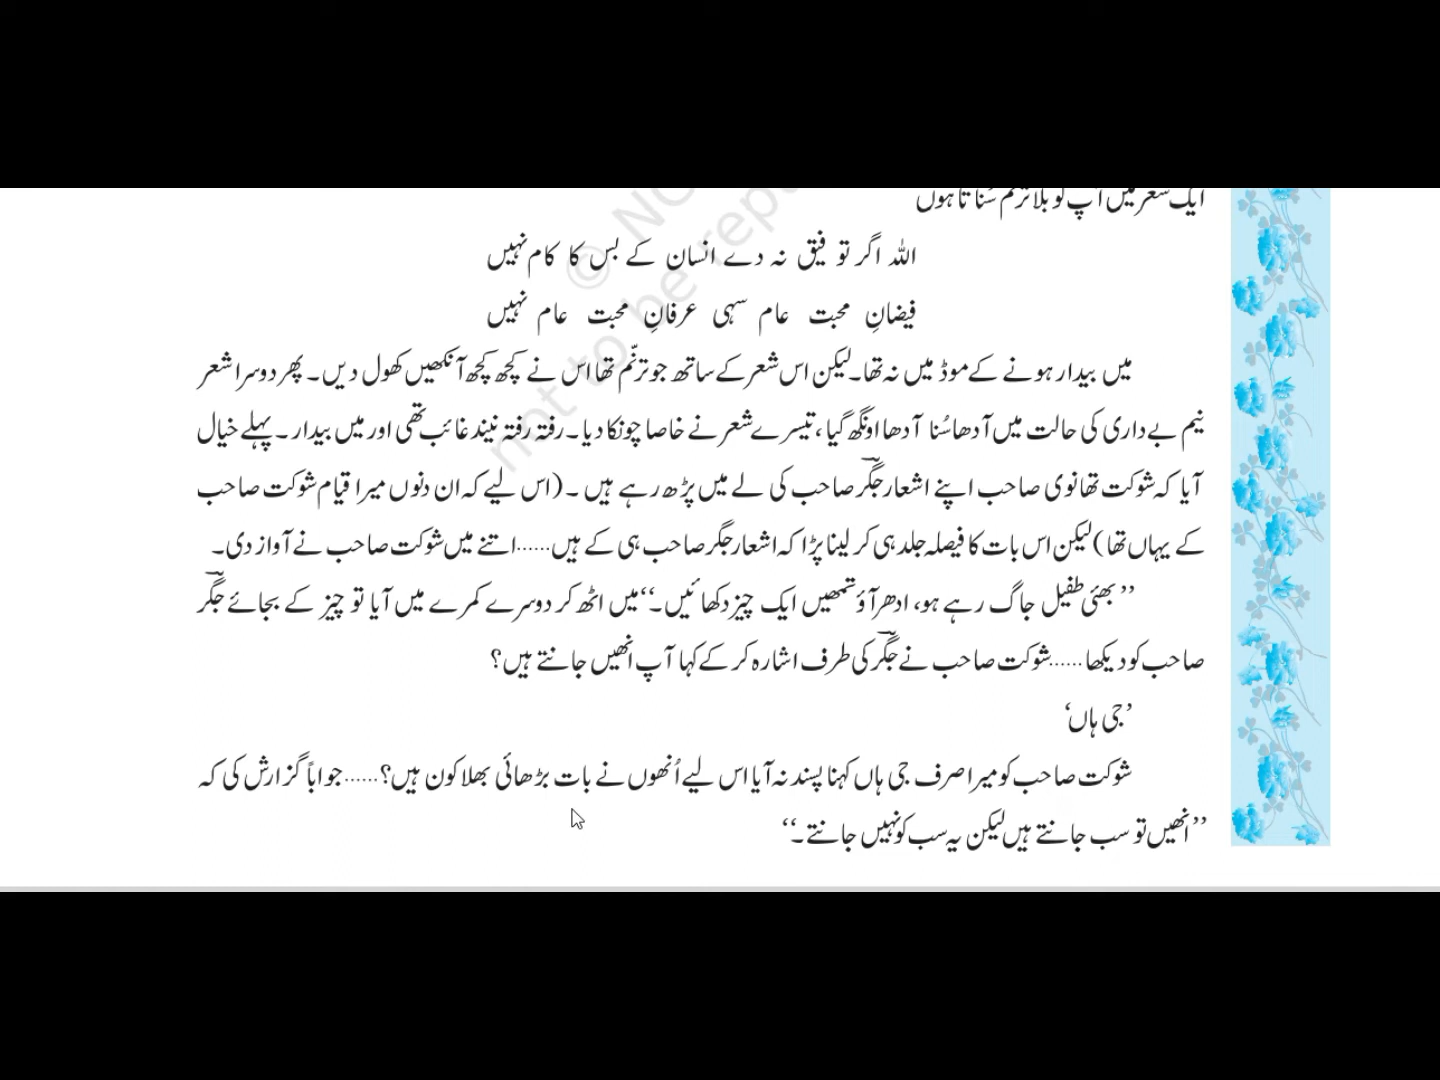 ایک شعر میں آپ کو بلا ترنم سُناتا ہوں
اللہ اگر توفیق نہ دے انسان کے بس کا کام نہیں
فیضانِ محبت عام سہی عرفانِ محبت عام نہیں
میں بیدار ہونے کے موڈ میں نہ تھا۔ لیکن اس شعر کے ساتھ جو ترنّم تھا اس نے کچھ کچھ آنکھیں کھول دیں۔ پھر دوسرا شعر
نیم بے داری کی حالت میں آدھا سُنا آدھا اونگھ گیا، تیسرے شعر نے خاصا چونکا دیا۔ رفتہ رفتہ نیند غائب تھی اور میں بیدار ۔ پہلے خیال
آیا کہ شوکت تھانوی صاحب اپنے اشعار جگرؔ صاحب کی لے میں پڑھ رہے ہیں ۔ (اس لیے کہ ان دنوں میرا قیام شوکت صاحب
کے یہاں تھا) لیکن اس بات کا فیصلہ جلد ہی کر لینا پڑا کہ اشعار جگر صاحب ہی کے ہیں......اتنے میں شوکت صاحب نے آواز دی۔
’’بھئی طفیل جاگ رہے ہو، ادھر آؤ تمھیں ایک چیز دکھائیں۔‘‘ میں اٹھ کر دوسرے کمرے میں آیا تو چیز کے بجائے جگرؔ
صاحب کو دیکھا......شوکت صاحب نے جگرؔ کی طرف اشارہ کر کے کہا آپ انھیں جانتے ہیں؟
’جی ہاں‘
شوکت صاحب کو میرا صرف جی ہاں کہنا پسند نہ آیا اس لیے اُنھوں نے بات بڑھائی بھلا کون ہیں؟......جواباً گزارش کی کہ
’’انھیں تو سب جانتے ہیں لیکن یہ سب کو نہیں جانتے۔‘‘
© NC
not to be repu